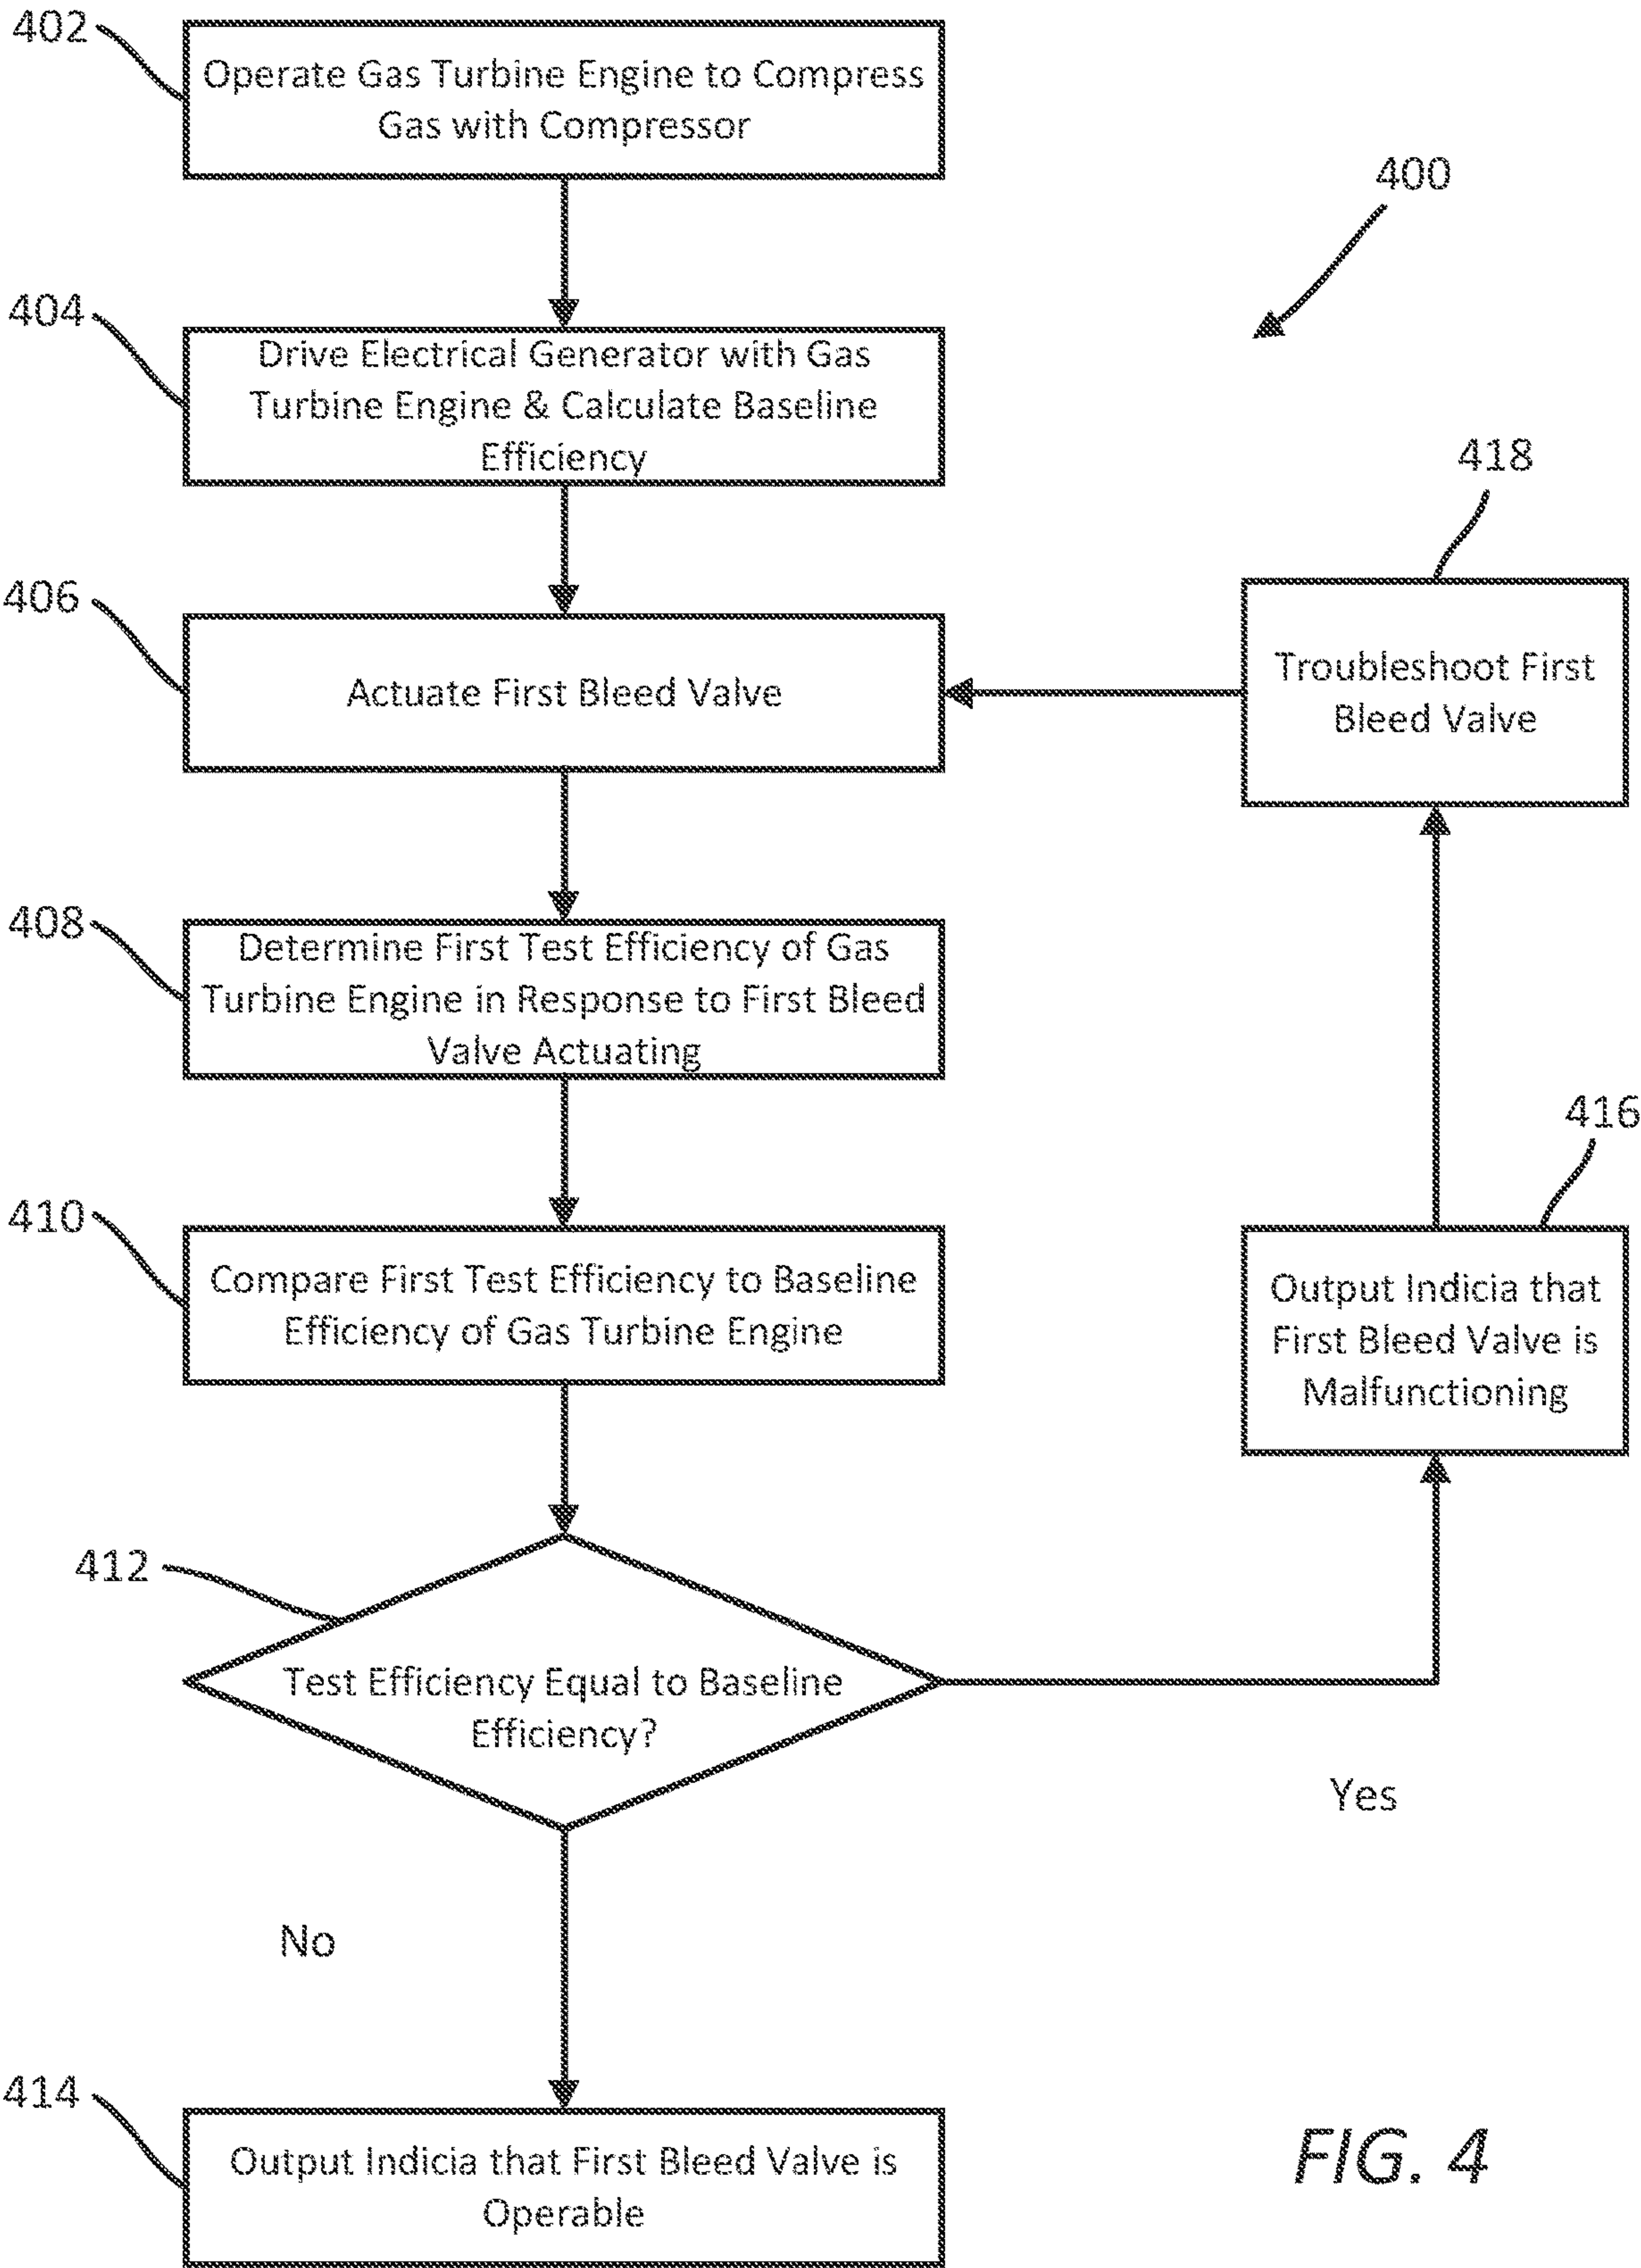 402
Operate Gas Turbine Engine to Compress
Gas with Compressor
400
404
Drive Electrical Generator with Gas
Turbine Engine & Calculate Baseline
Efficiency
418
406
Actuate First Bleed Valve
Troubleshoot First
Bleed Valve
408
Determine First Test Efficiency of Gas
Turbine Engine in Response to First Bleed
Valve Actuating
416
410
Compare First Test Efficiency to Baseline
Efficiency of Gas Turbine Engine
Output Indicia that
First Bleed Valve is
Malfunctioning
412
Test Efficiency Equal to Baseline
Efficiency?
Yes
No
414
Output Indicia that First Bleed Valve is
Operable
FIG. 4